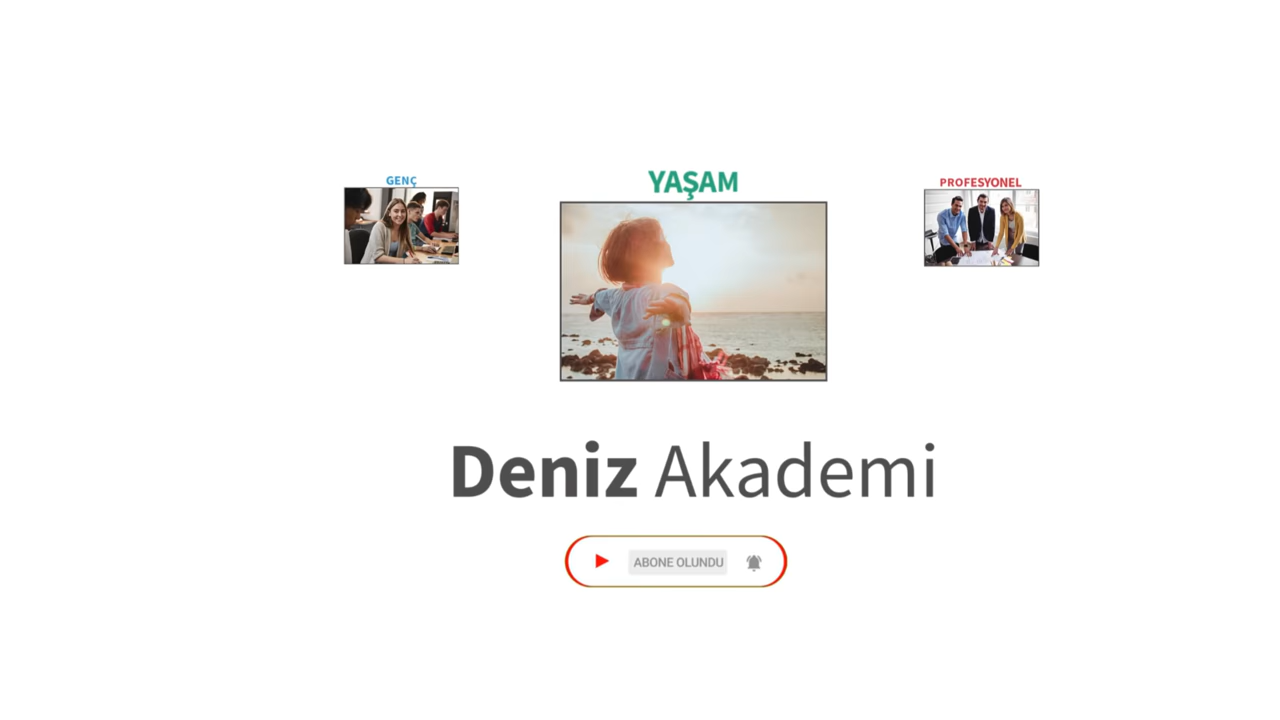 GENÇ
YAŞAM
PROFESYONEL
Deniz Akademi
ABONE OLUNDU